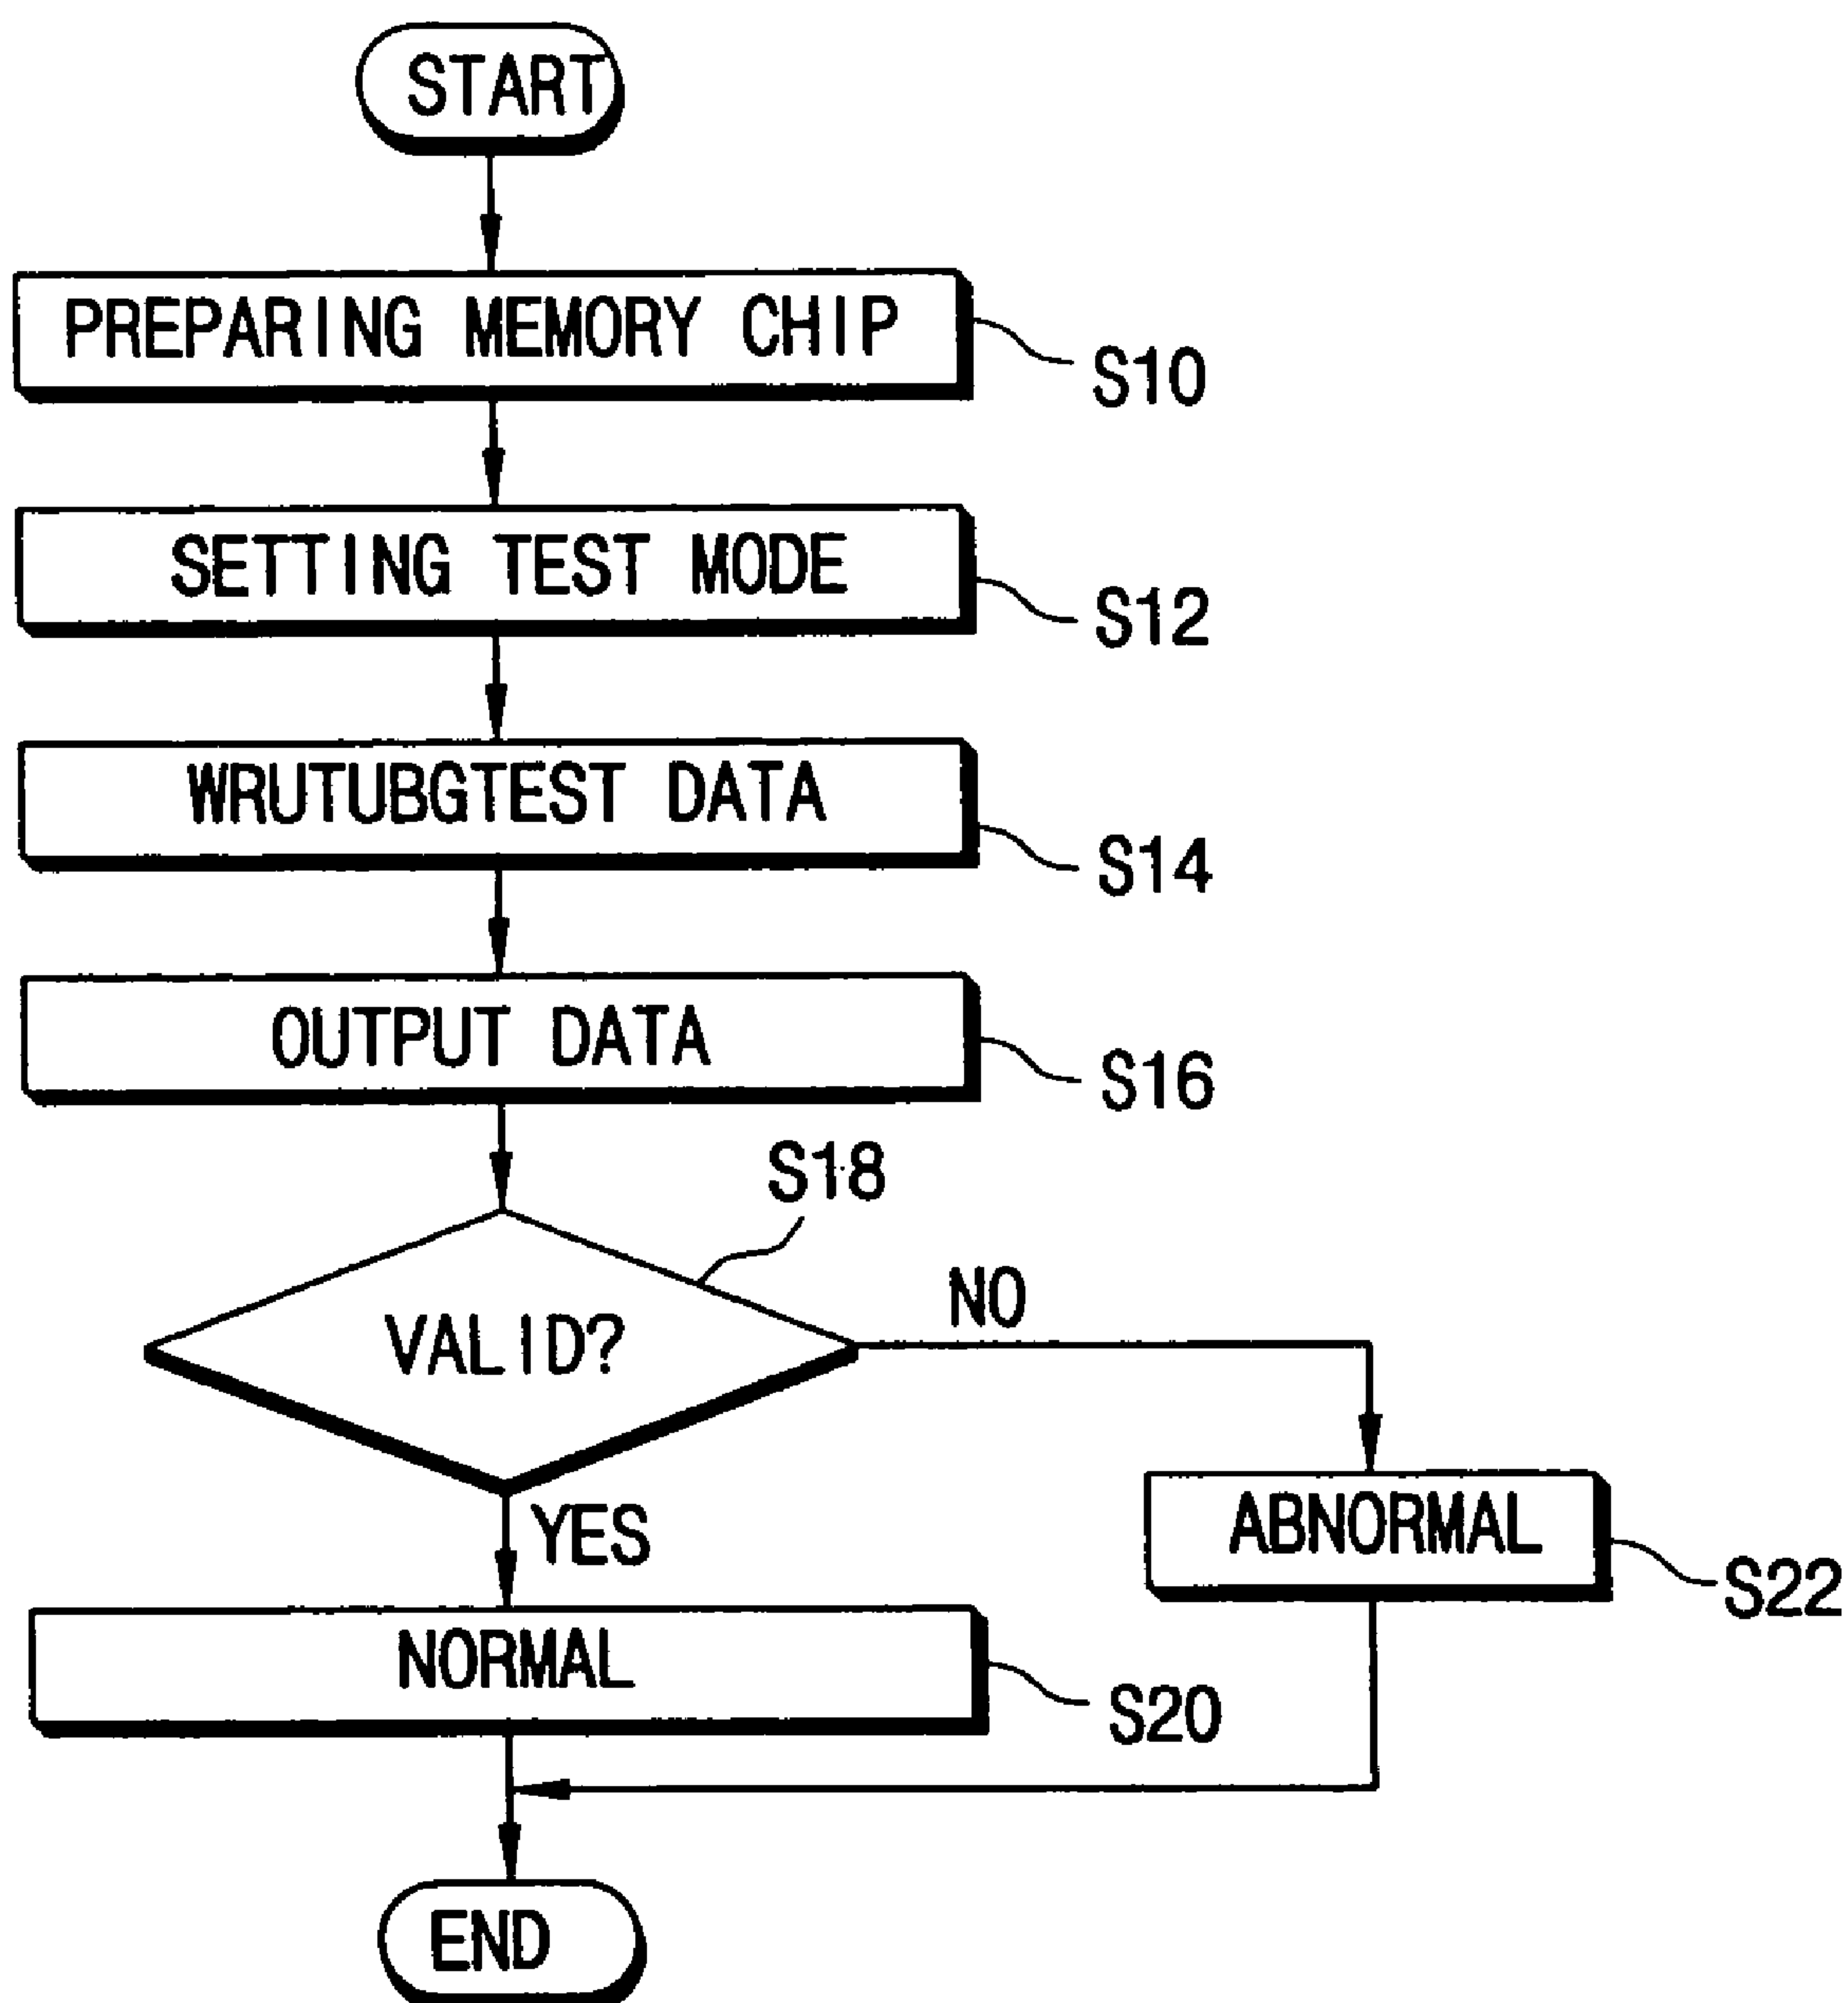 START
PREPARING MEMORY CHIP
S10
SETTING TEST MODE
S12
WRUTUBGTEST DATA
S14
OUTPUT DATA
S16
S18
VALID?
NO
YES
ABNORMAL
S22
NORMAL
S20
END